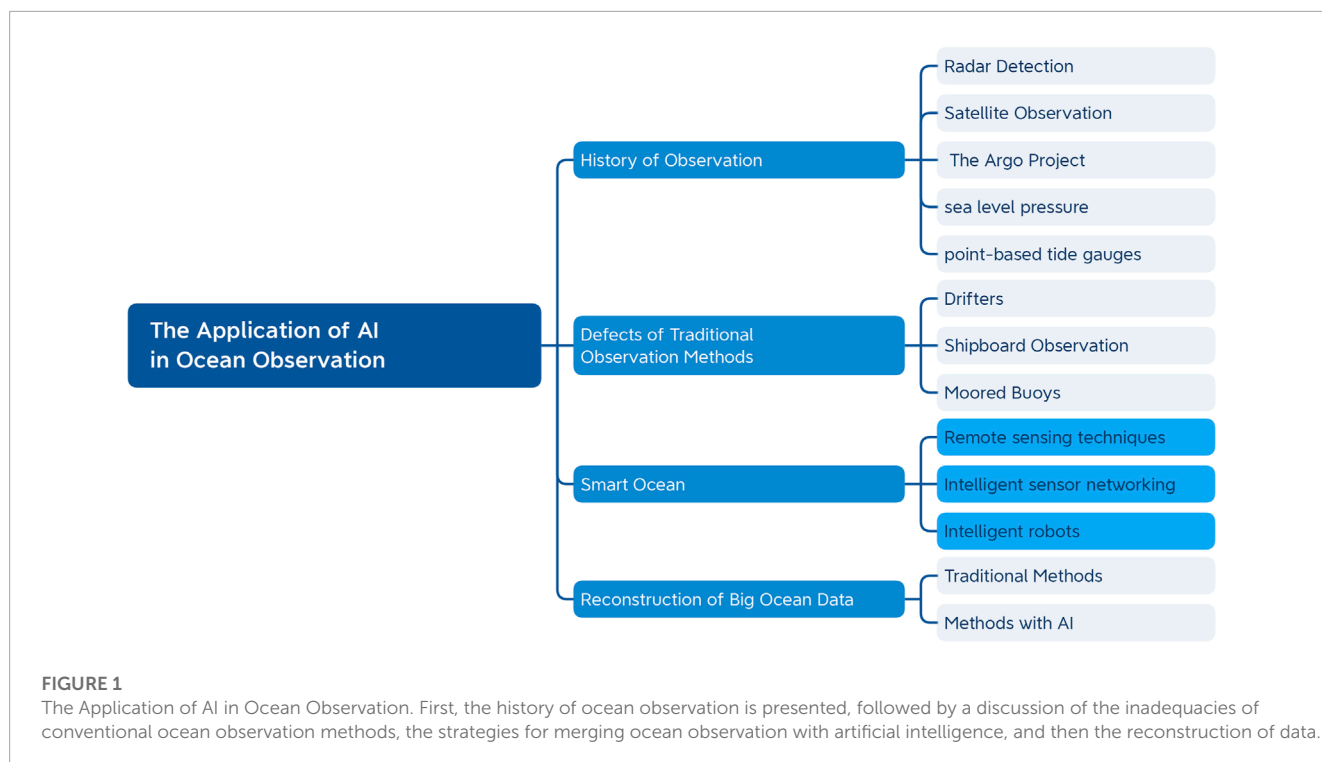 The Application of AI
in Ocean Observation
History of Observation
Radar Detection
Satellite Observation
The Argo Project
sea level pressure
point-based tide gauges
Defects of Traditional
Observation Methods
Drifters
Shipboard Observation
Moored Buoys
Smart Ocean
Remote sensing techniques
Intelligent sensor networking
Intelligent robots
Reconstruction of Big Ocean Data
Traditional Methods
Methods with AI
FIGURE 1
The Application of AI in Ocean Observation. First, the history of ocean observation is presented, followed by a discussion of the inadequacies of
conventional ocean observation methods, the strategies for merging ocean observation with artificial intelligence, and then the reconstruction of data.